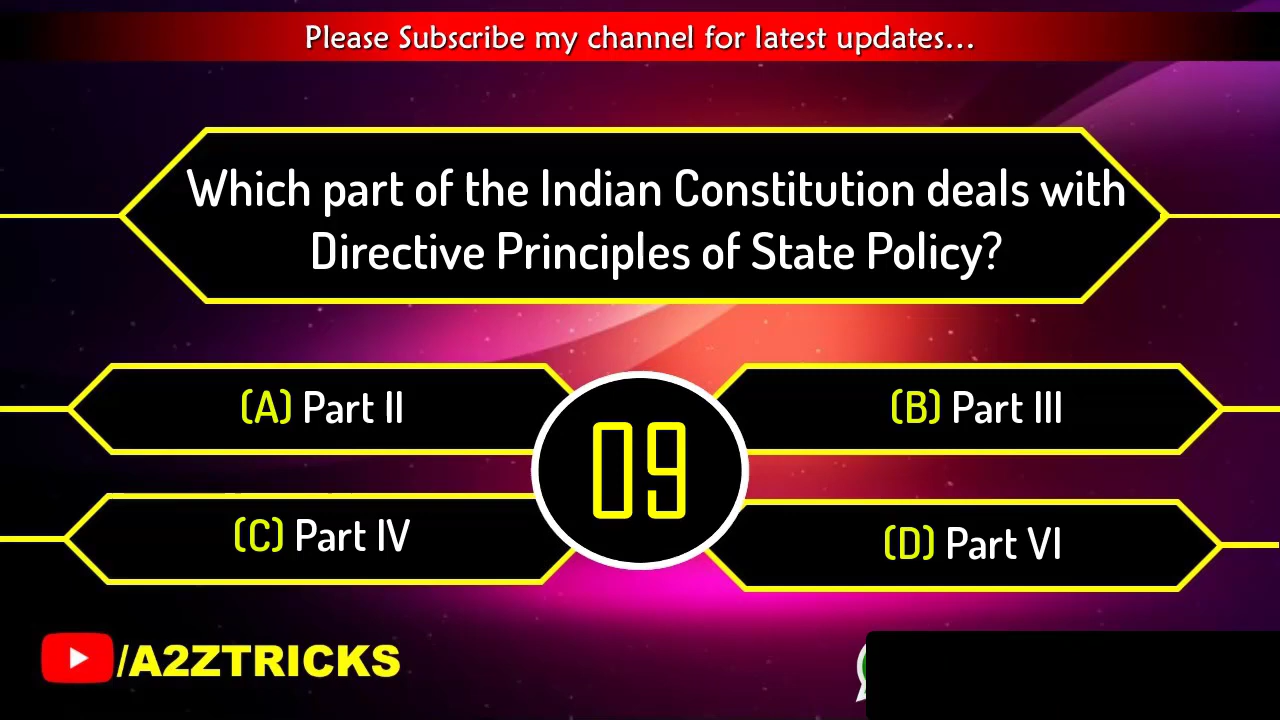 Please Subscribe my channel for latest updates...
Which part of the Indian Constitution deals with
Directive Principles of State Policy?
(A) Part II
(B) Part III
09
(C) Part IV
(D) Part VI
/A2ZTRICKS